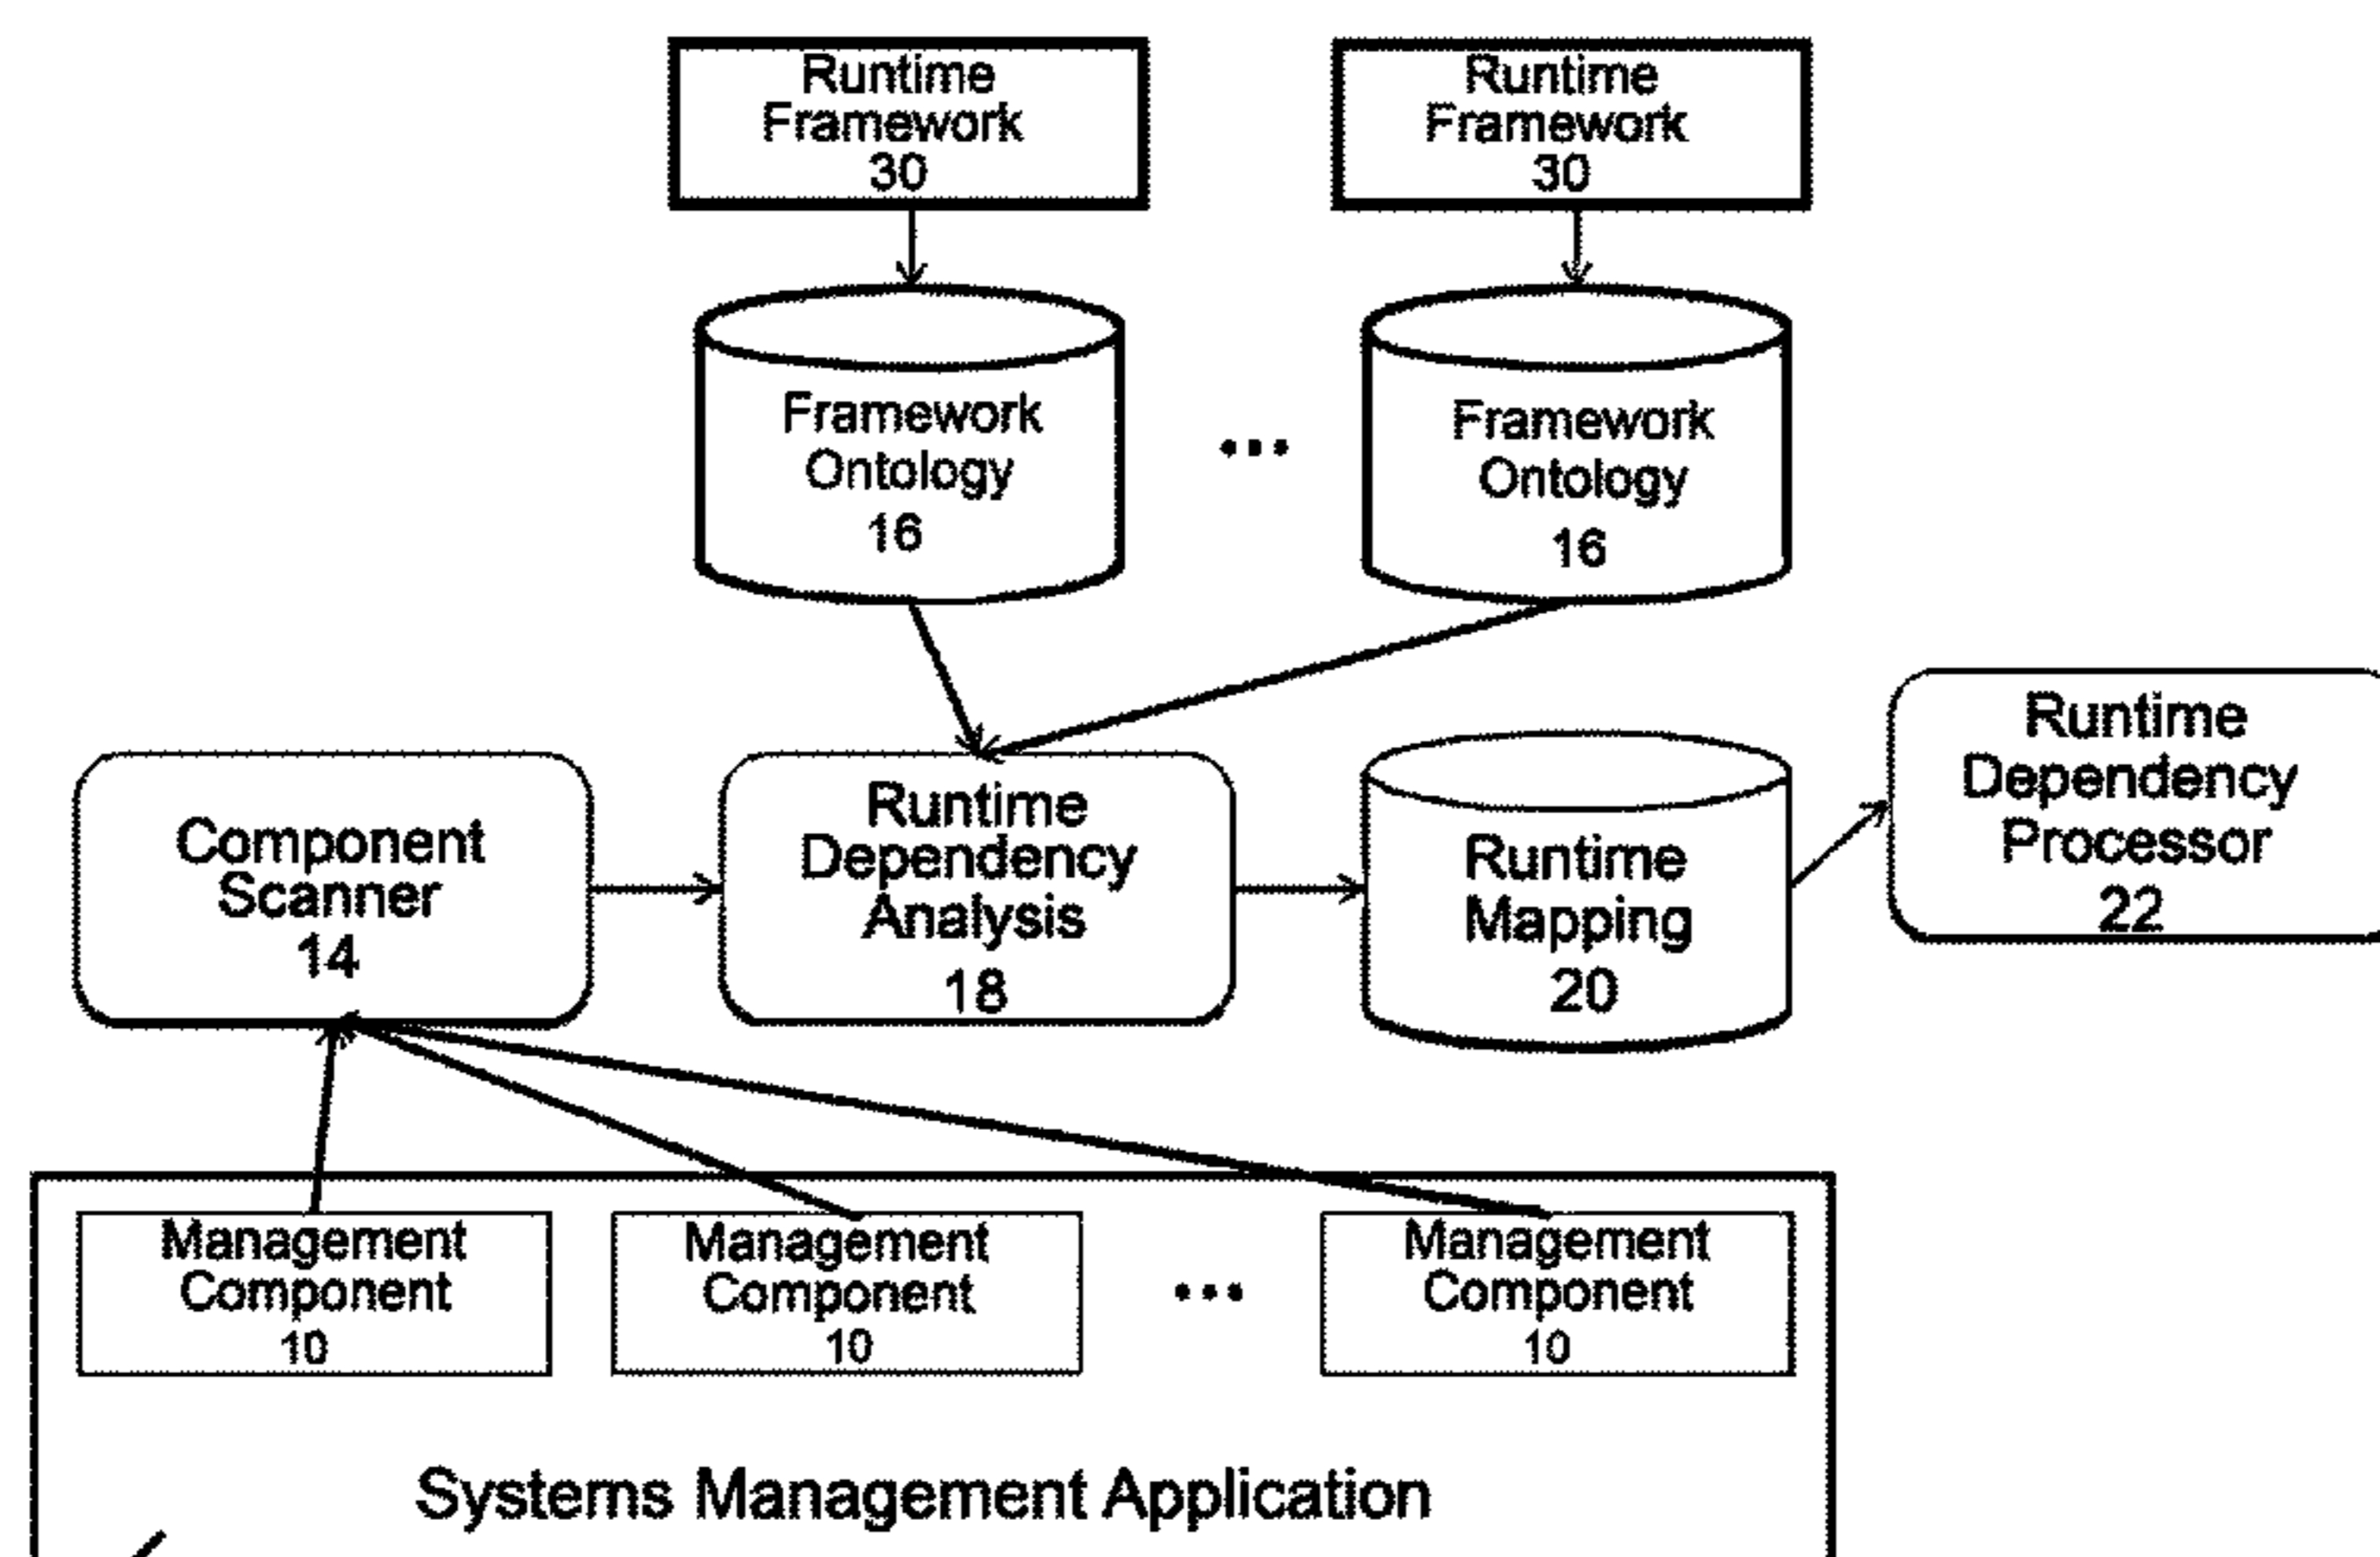 Runtime
Framework
30
Runtime
Framework
30
Framework
Ontology
16
...
Framework
Ontology
16
Component
Scanner
14
Runtime
Dependency
Analysis
18
Runtime
Mapping
20
Runtime
Dependency
Processor
22
Management
Component
10
Management
Component
10
...
Management
Component
10
Systems Management Application